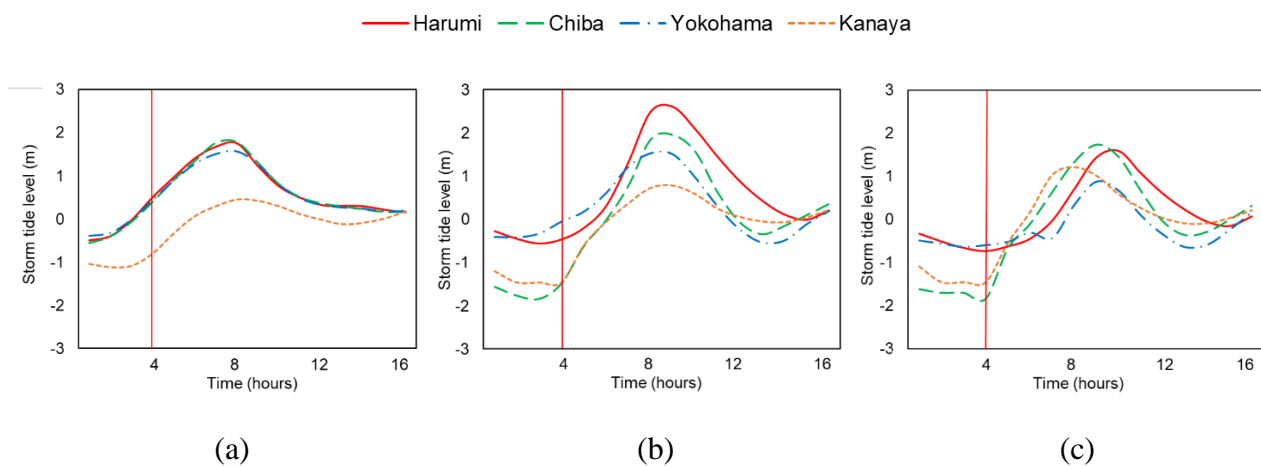 Harumi Chiba Yokohama Kanaya
3
2
1
0
-1
-2
-3
Storm tide level (m)
4 8 12 16
Time (hours)
(a)
3
2
1
0
-1
-2
-3
Storm tide level (m)
4 8 12 16
Time (hours)
(b)
3
2
1
0
-1
-2
-3
Storm tide level (m)
4 8 12 16
Time (hours)
(c)